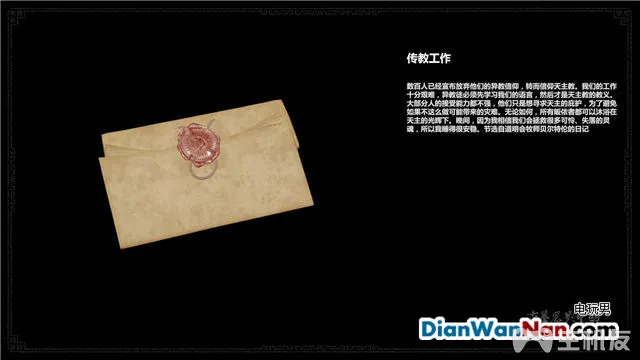 传教工作
数百人已经宣布放弃他们的异教信仰，转而信仰天主教。我们的工作
十分艰难，异教徒必须先学习我们的语言，然后才是天主教的教义。
大部分人的接受能力都不强，他们只是想寻求天主的庇护，为了避免
如果不这么做可能带来的灾难。无论如何，所有皈依者都可以沐浴在
天主的光辉下。晚间，因为我相信我们会拯救很多可怜、失落的灵
魂，所以我睡得很安稳。节选自道明会牧师贝尔特伦的日记
电玩男
DianWanNan.com